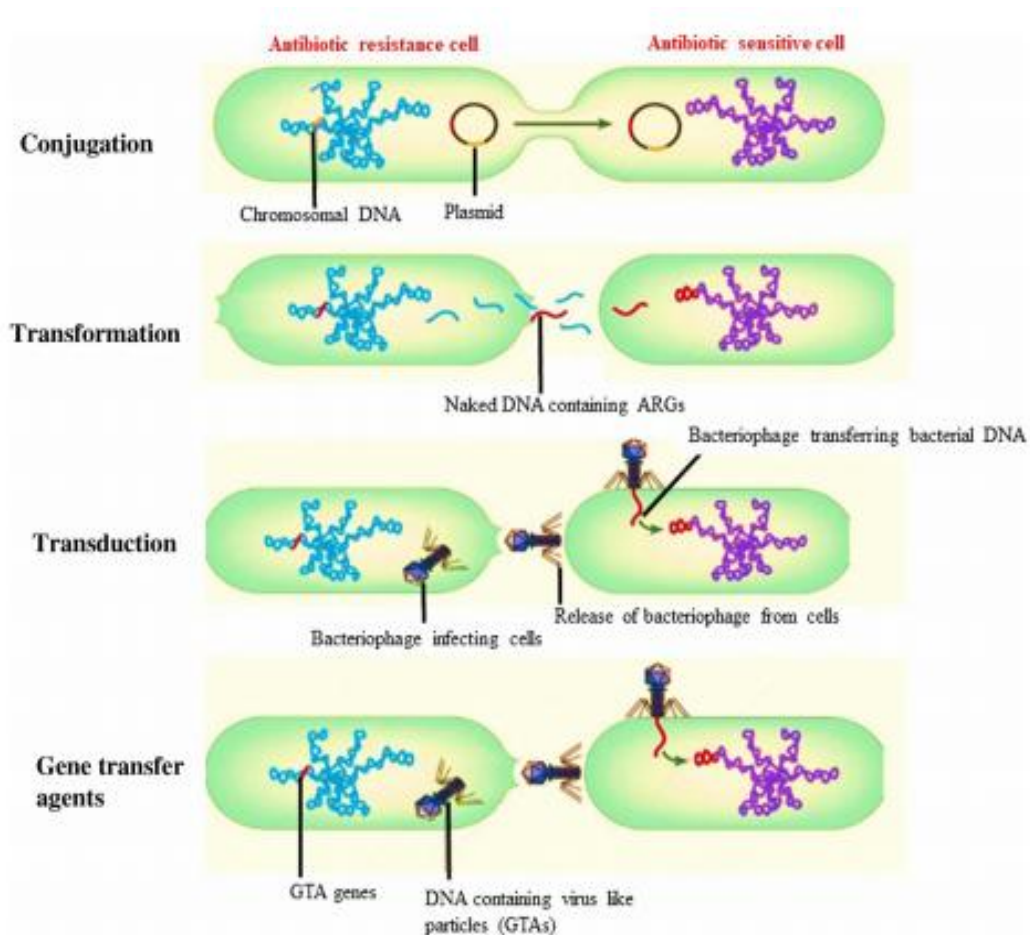 Antibiotic resistance cell
Antibiotic sensitive cell
Conjugation
Chromosomal DNA
Plasmid
Transformation
Naked DNA containing ARGs
Bacteriophage transferring bacterial DNA
Transduction
Release of bacteriophage from cells
Bacteriophage infecting cells
Gene transfer
agents
GTA genes
DNA containing virus like
particles (GTAs)